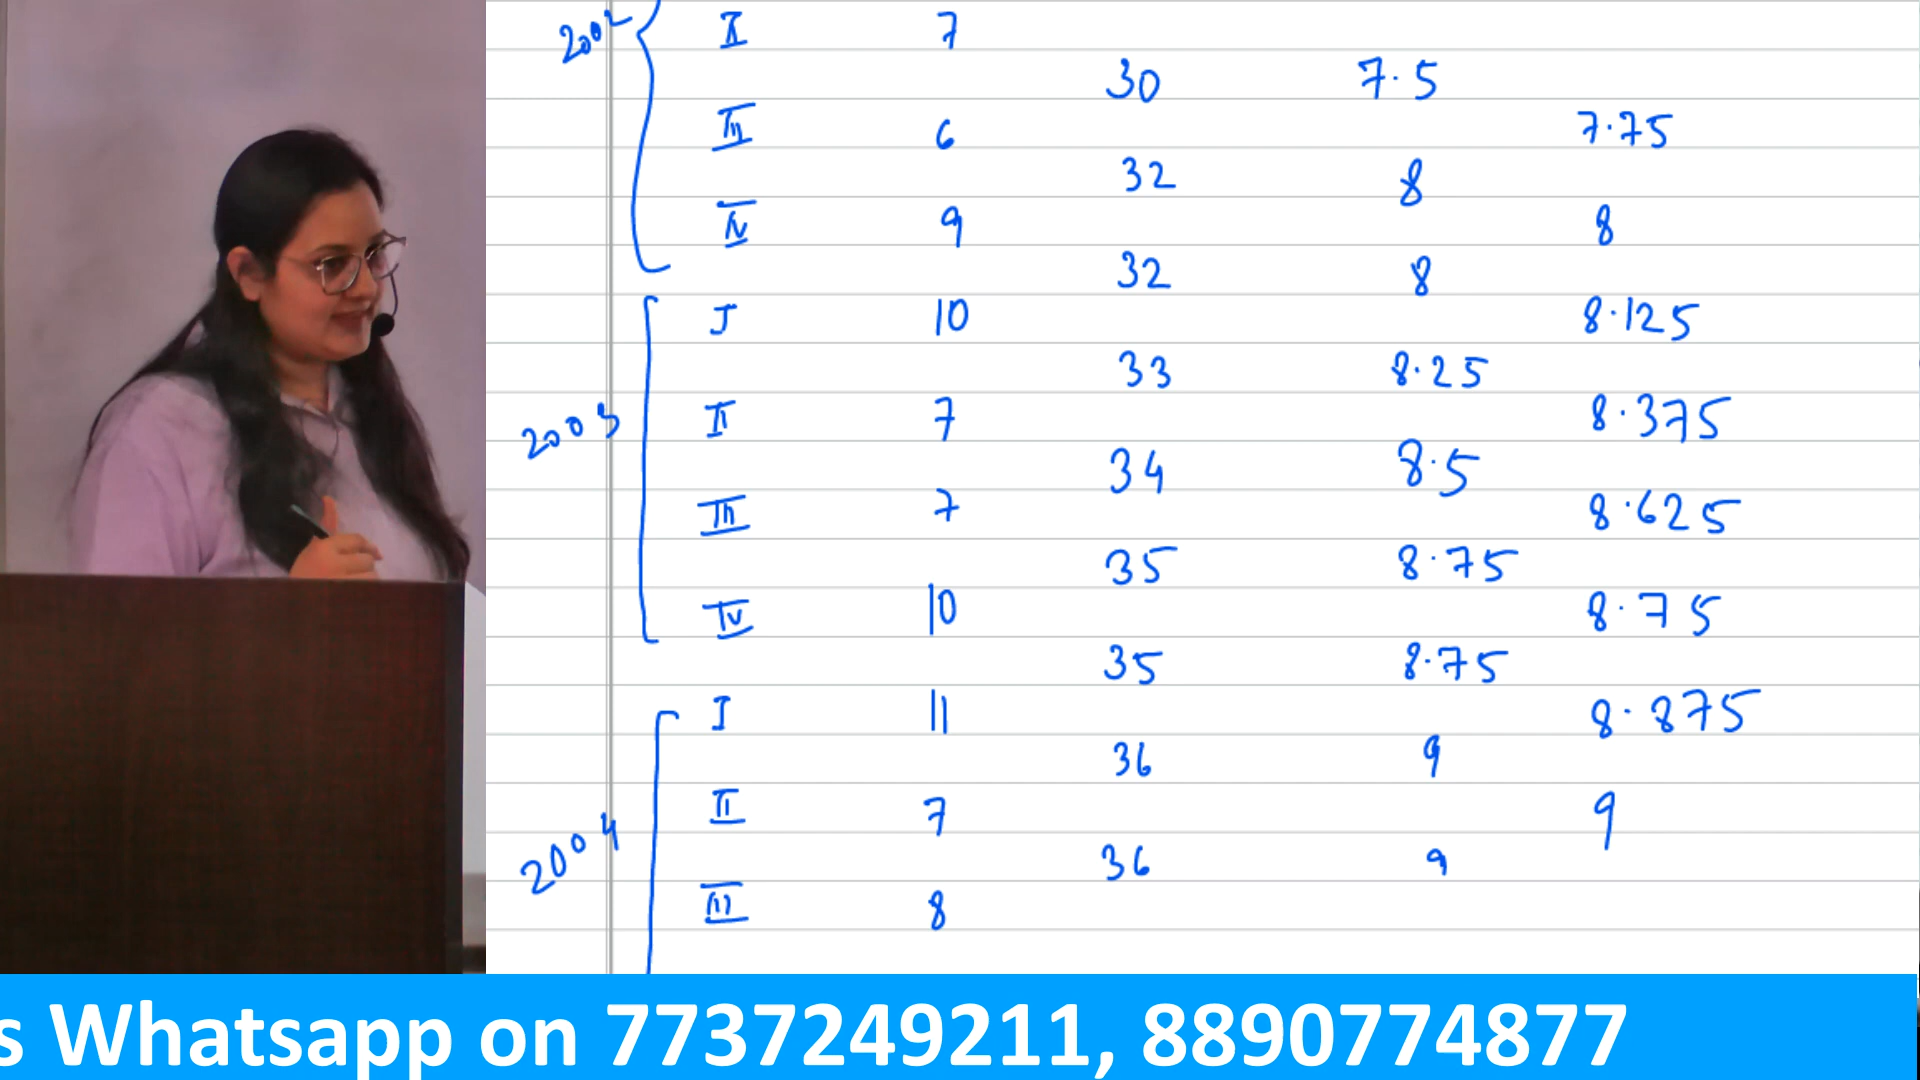 2002 II 7
30 7.5
III 6 7.75
32 8
IV 9 8
32 8
I 10 8.125
33 8.25
2003 II 7 8.375
34 8.5
III 7 8.625
35 8.75
IV 10 8.75
35 8.75
I 11 8.875
36 9
2004 II 7 9
36 9
III 8
s Whatsapp on 7737249211, 8890774877